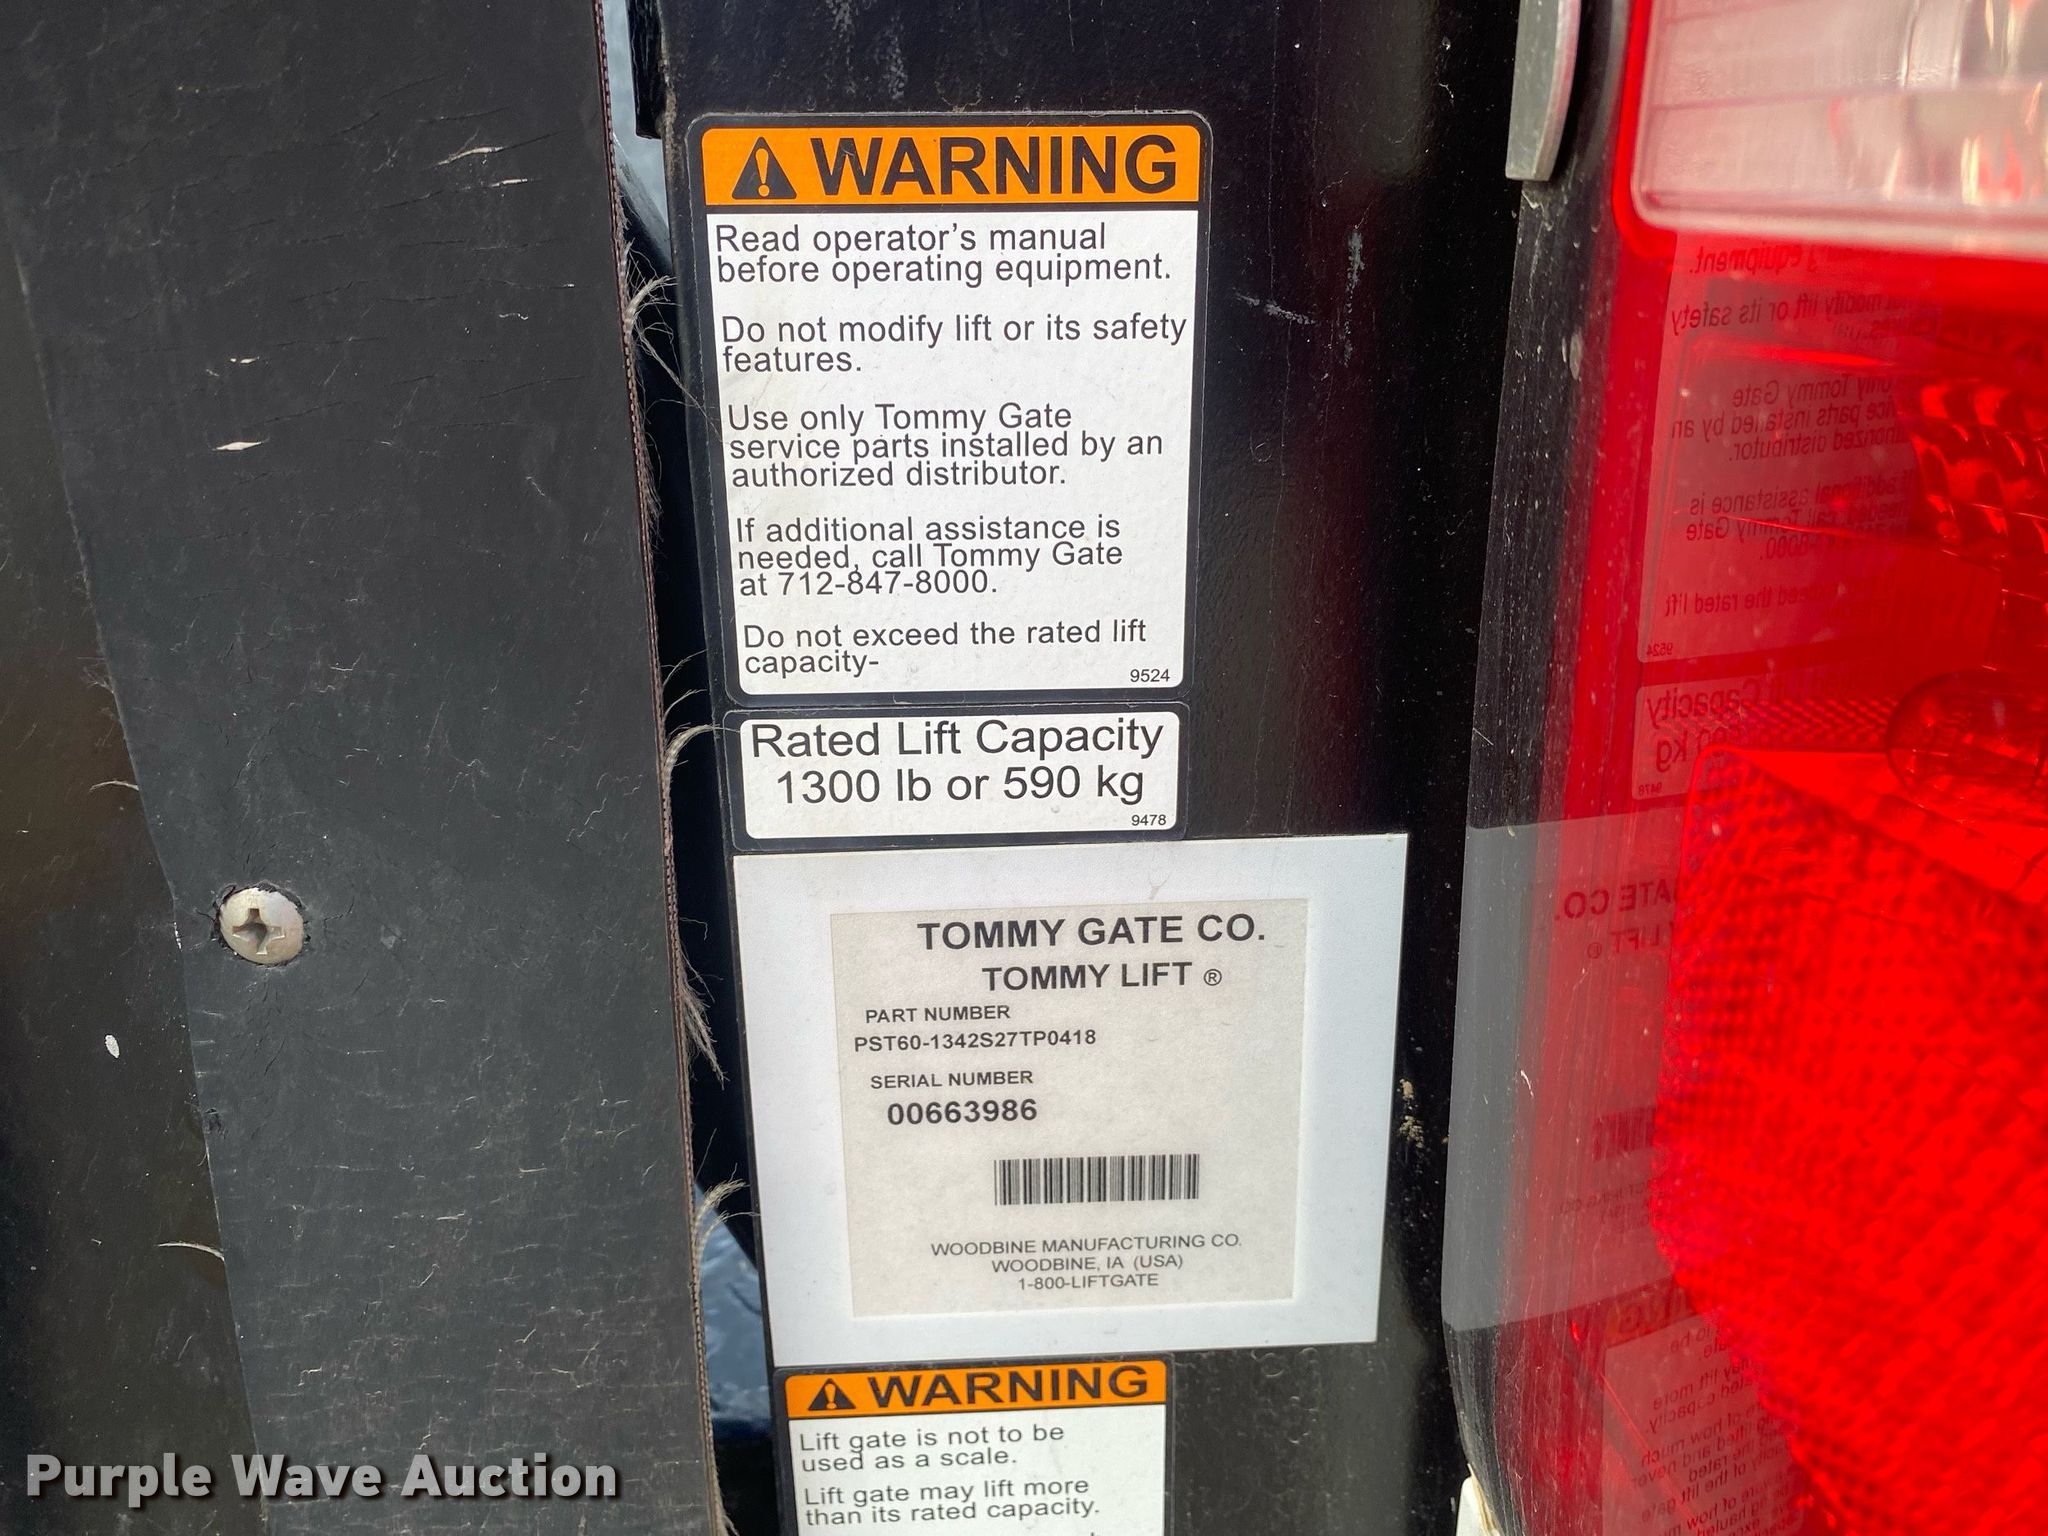 WARNING
Read operator's manual
before operating equipment.
Do not modify lift or its safety
features.
Use only Tommy Gate
service parts installed by an
authorized distributor.
If additional assistance is
needed, call Tommy Gate
at 712-847-8000.
Do not exceed the rated lift
capacity-
9524
Rated Lift Capacity
1300 lb or 590 kg
9478
TOMMY GATE CO.
TOMMY LIFT ®
PART NUMBER
PST60-1342S27TP0418
SERIAL NUMBER
00663986
WOODBINE MANUFACTURING CO.
WOODBINE, IA (USA)
1-800-LIFTGATE
WARNING
Lift gate is not to be
used as a scale.
Lift gate may lift more
than its rated capacity.
Purple Wave Auction